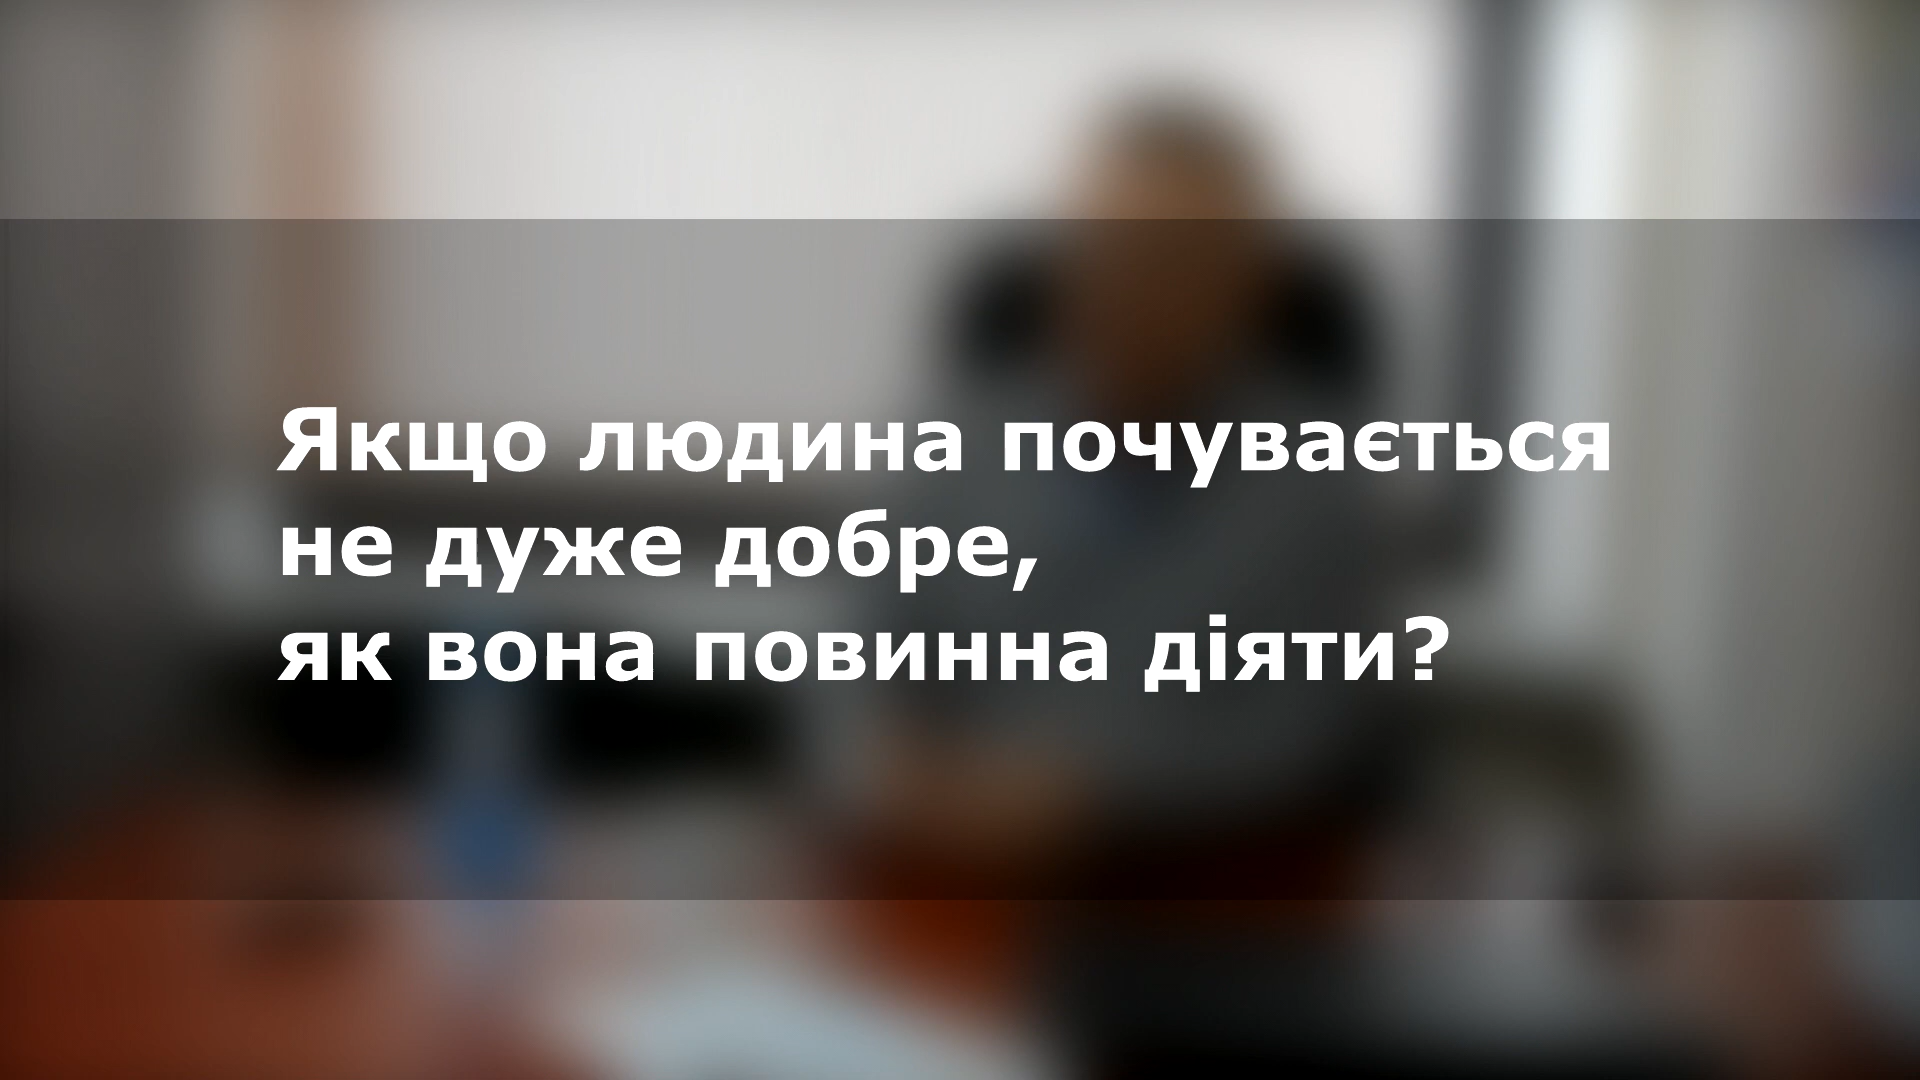 Якщо людина почувається
не дуже добре,
як вона повинна діяти?